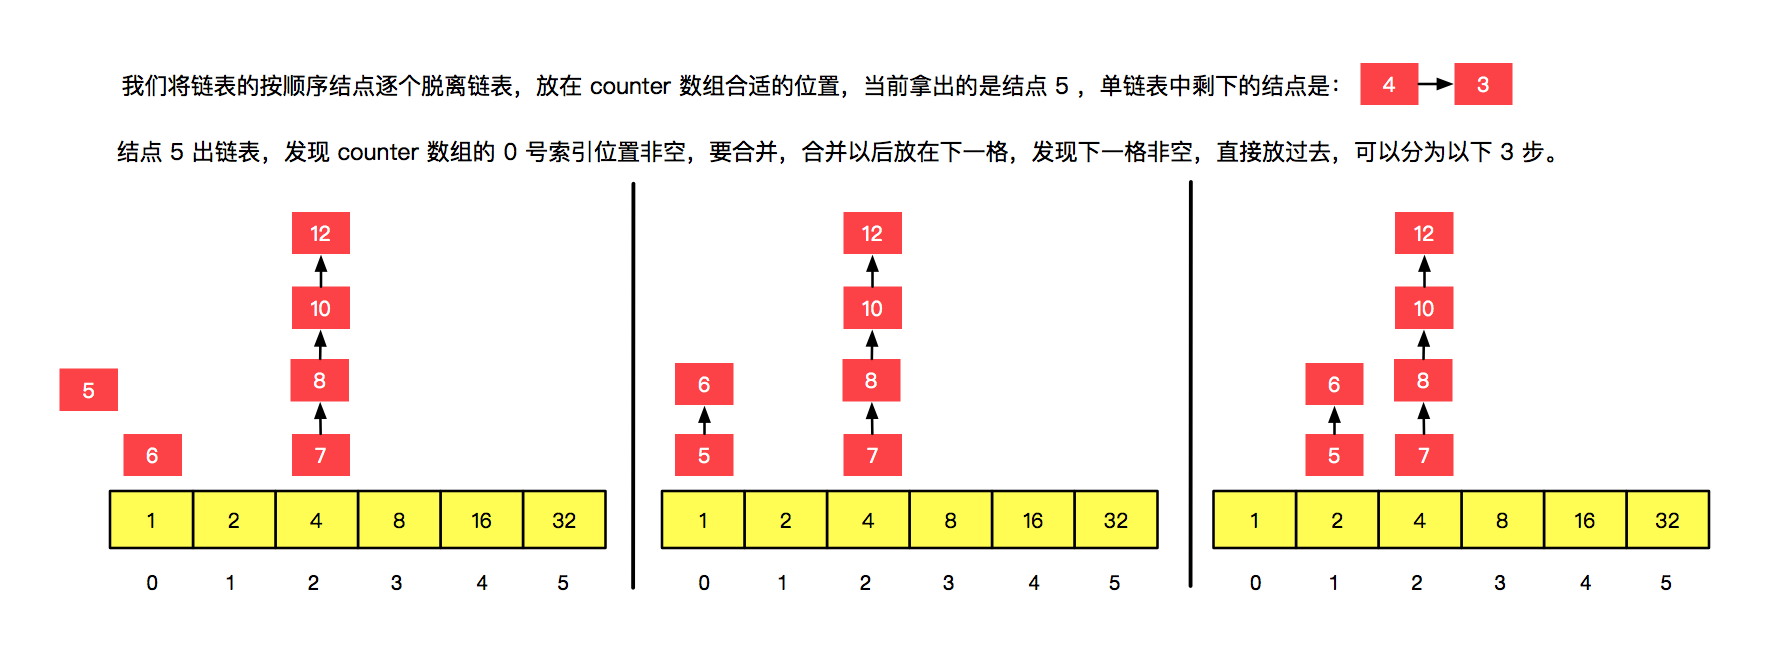 我们将链表的按顺序结点逐个脱离链表，放在 counter 数组合适的位置，当前拿出的是结点 5 ，单链表中剩下的结点是： 4 3
结点 5 出链表，发现 counter 数组的 0 号索引位置非空，要合并，合并以后放在下一格，发现下一格非空，直接放过去，可以分为以下 3 步。
12 12 12
10 10 10
5 8 6 8 6 8
6 7 5 7 5 7
1 2 4 8 16 32 1 2 4 8 16 32 1 2 4 8 16 32
0 1 2 3 4 5 0 1 2 3 4 5 0 1 2 3 4 5